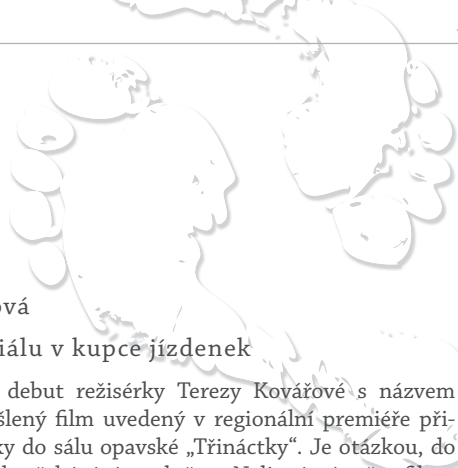 ová
iálu v kupce jízdenek
debut režisérky Terezy Kovářové s názvem
šlený film uvedený v regionální premiéře při-
ky do sálu opavské „Třináctky“. Je otázkou, do